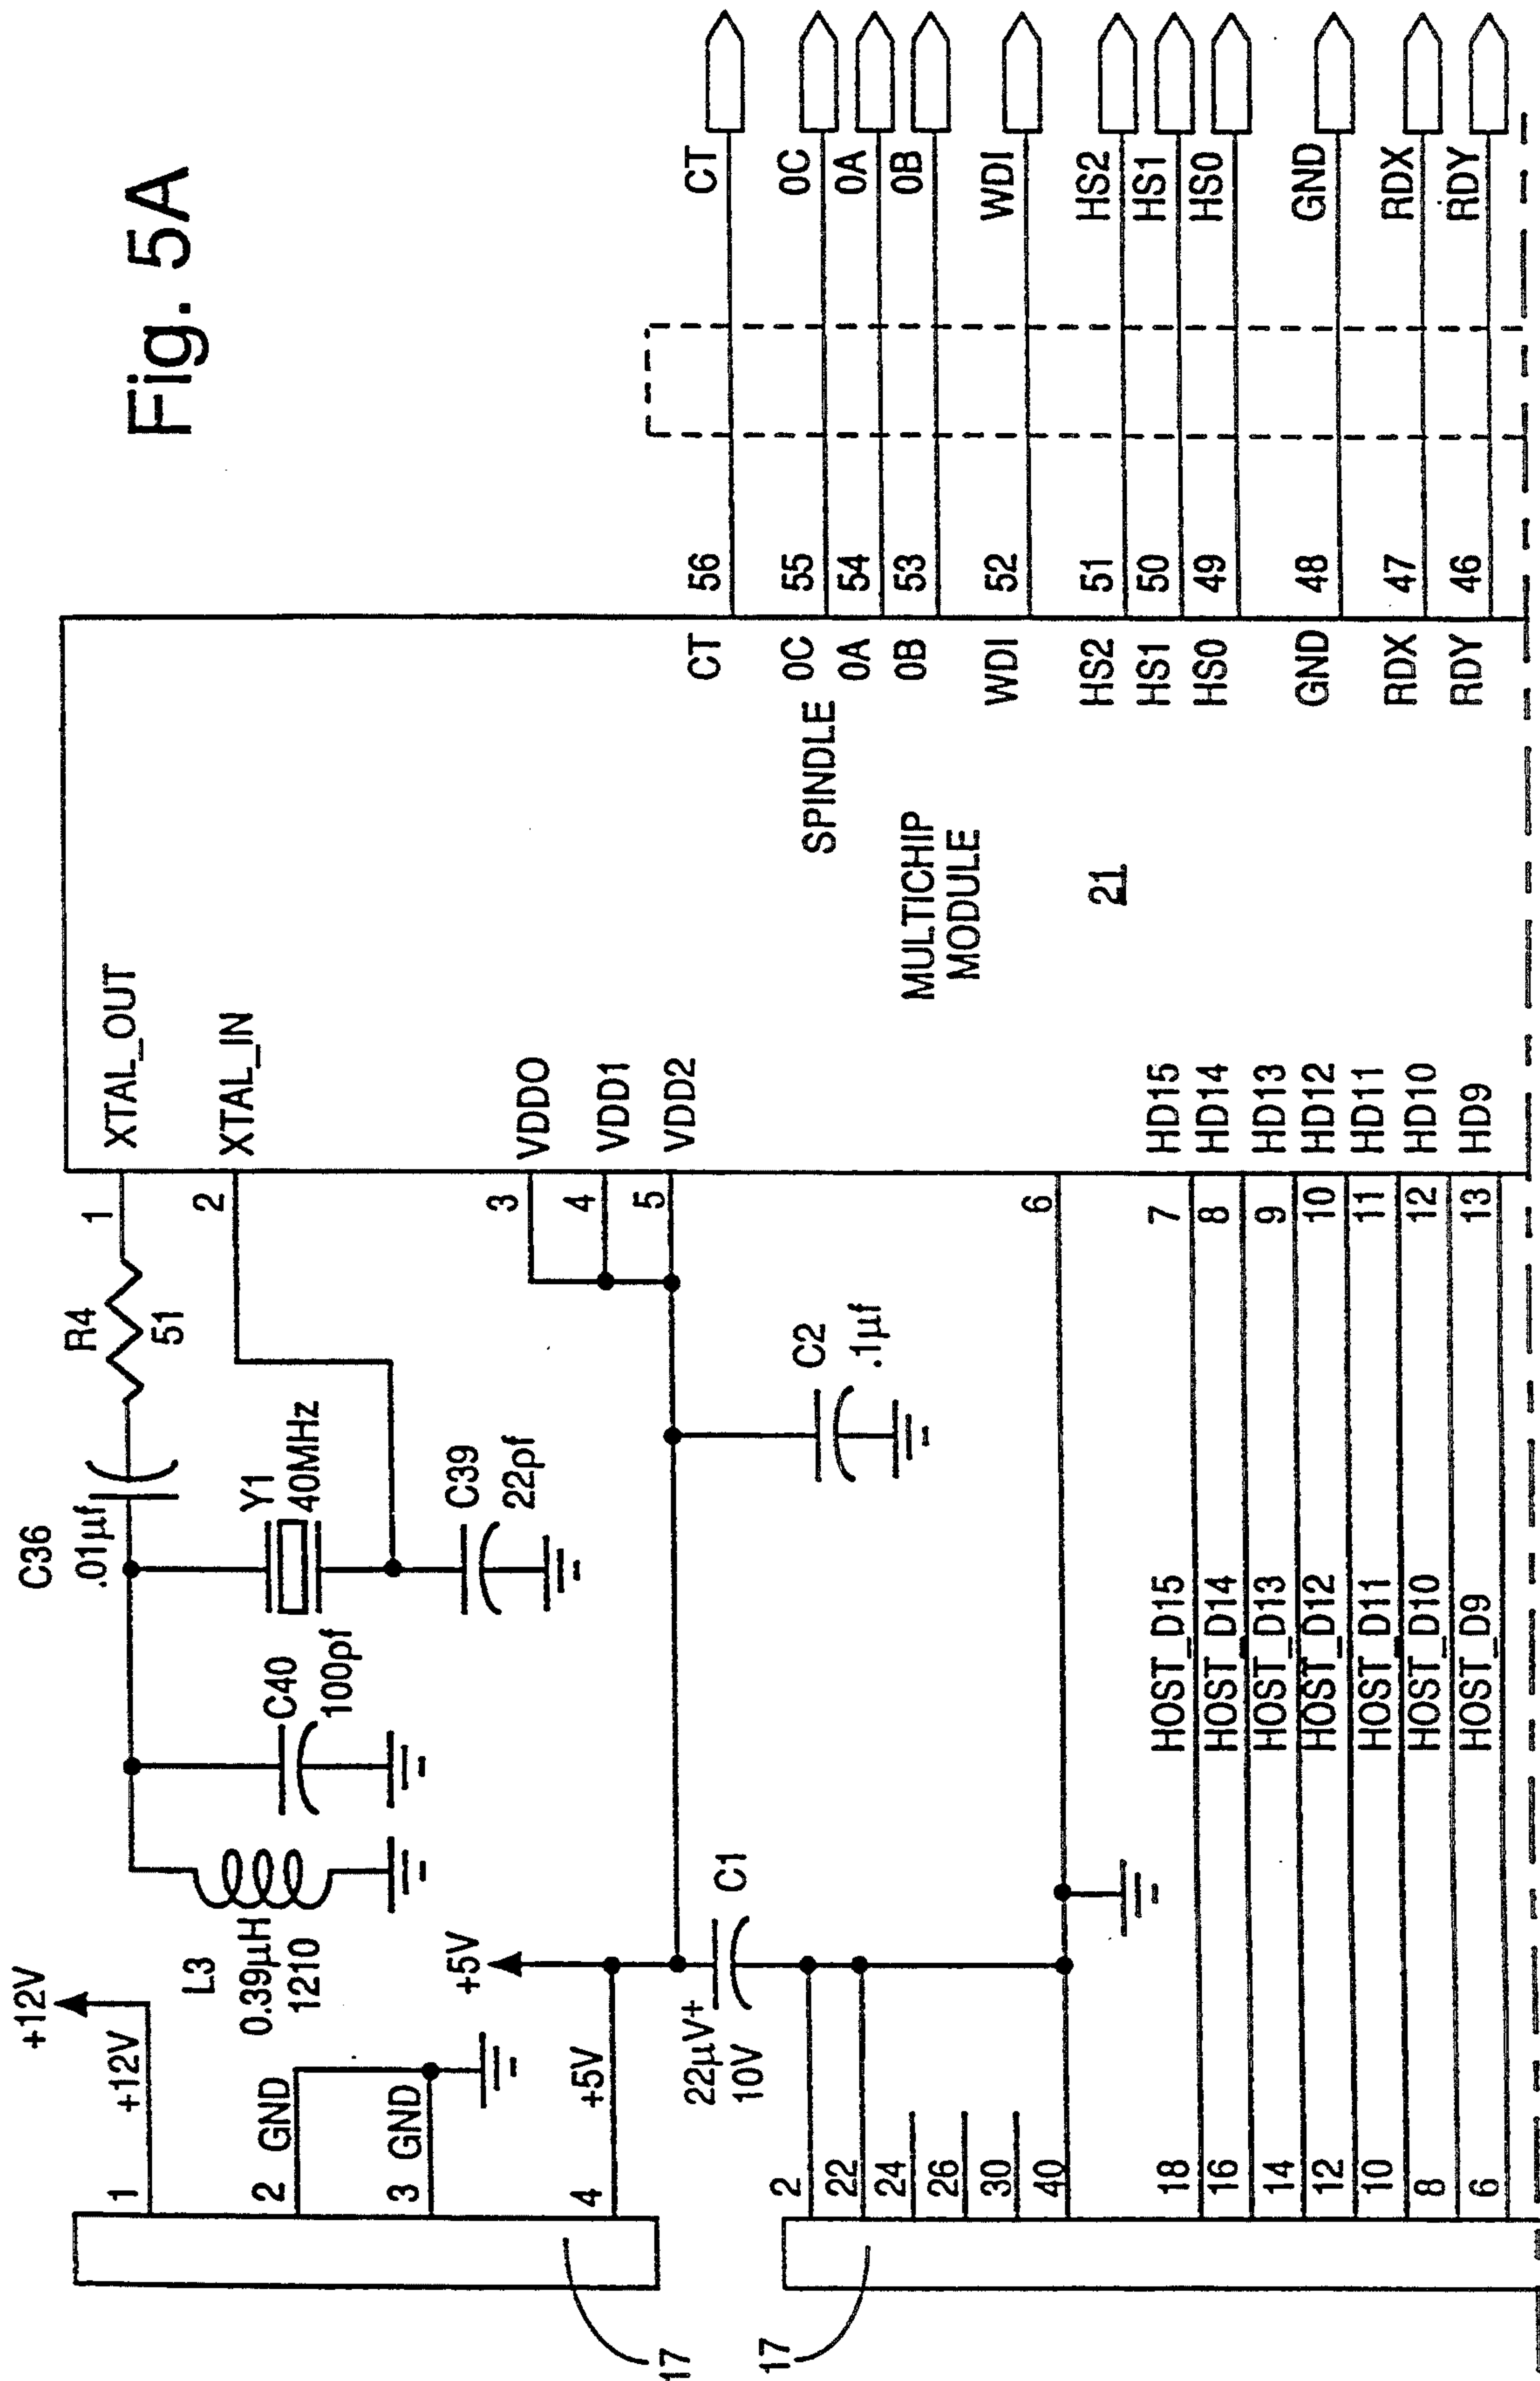 Fig. 5A
+12V
1
+12V
2
GND
3
GND
4
+5V
+5V
17
L3
0.39µH
1210
C40
100pf
C36
.01µf
Y1
40MHz
C39
22pf
R4
51
1
XTAL_OUT
2
XTAL_IN
3
VDDO
4
VDD1
5
VDD2
C1
22µV+
10V
C2
.1µf
17
2
22
24
26
30
40
6
18
HOST_D15
7
HD15
16
HOST_D14
8
HD14
14
HOST_D13
9
HD13
12
HOST_D12
10
HD12
10
HOST_D11
11
HD11
8
HOST_D10
12
HD10
6
HOST_D9
13
HD9
SPINDLE
MULTICHIP
MODULE
21
CT
56
CT
0C
55
0C
0A
54
0A
0B
53
0B
WDI
52
WDI
HS2
51
HS2
HS1
50
HS1
HS0
49
HS0
GND
48
GND
RDX
47
RDX
RDY
46
RDY